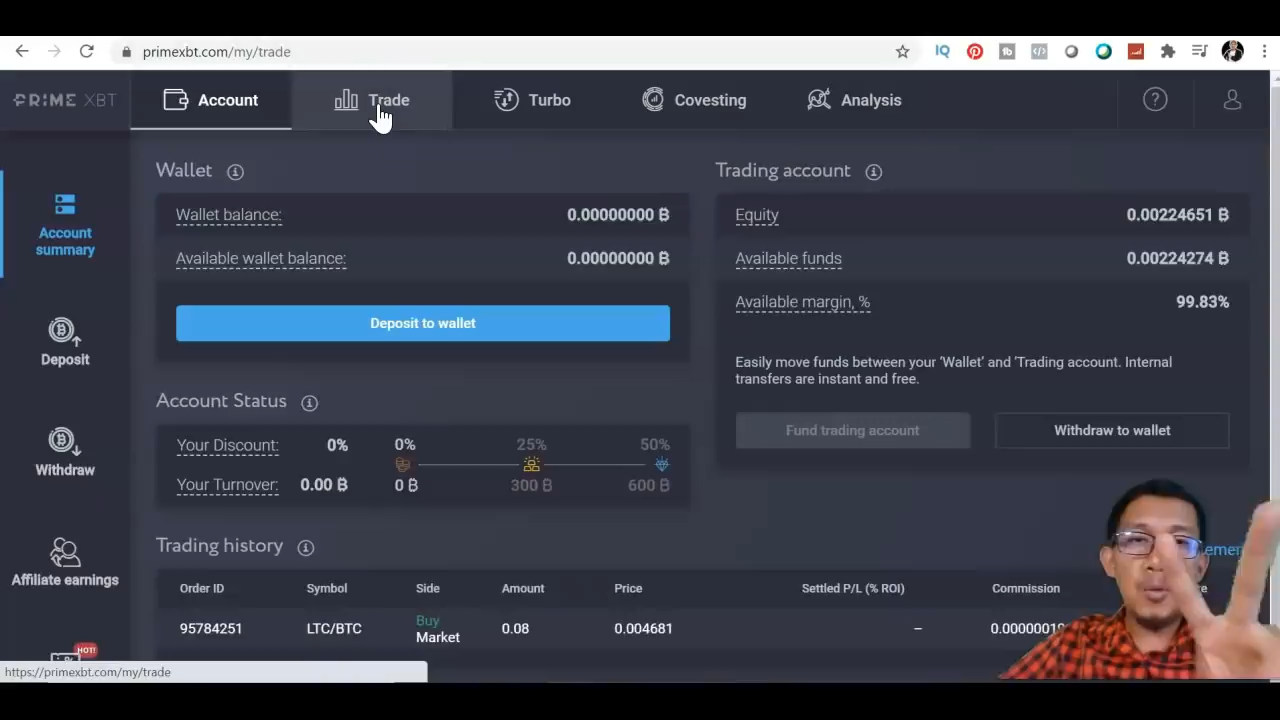 primexbt.com/my/trade
PRIME XBT
Account
Trade
Turbo
Covesting
Analysis
Account
summary
Deposit
Withdraw
Affiliate earnings
HOT!
Wallet
Wallet balance: 0.00000000 ₿
Available wallet balance: 0.00000000 ₿
Deposit to wallet
Account Status
Your Discount: 0% 0% 25% 50%
Your Turnover: 0.00 ₿ 0 ₿ 300 ₿ 600 ₿
Trading account
Equity 0.00224651 ₿
Available funds 0.00224274 ₿
Available margin, % 99.83%
Easily move funds between your 'Wallet' and 'Trading account. Internal
transfers are instant and free.
Fund trading account
Withdraw to wallet
Trading history
Order ID Symbol Side Amount Price Settled P/L (% ROI) Commission
95784251 LTC/BTC Buy 0.08 0.004681 –
Market
https://primexbt.com/my/trade